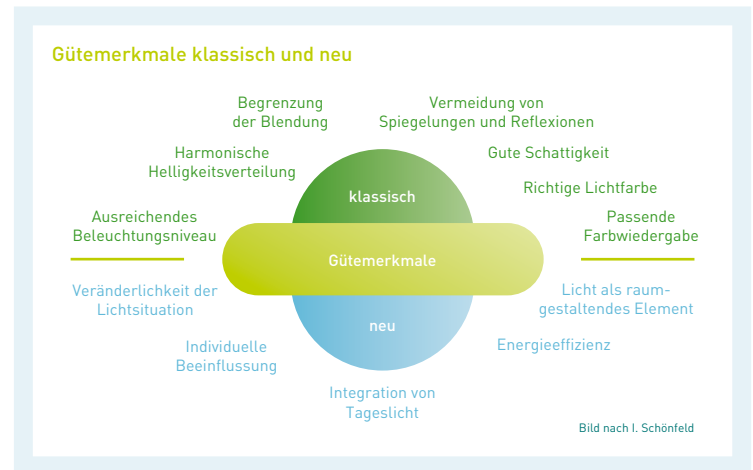 Gütemerkmale klassisch und neu
Begrenzung
der Blendung
Vermeidung von
Spiegelungen und Reflexionen
Harmonische
Helligkeitsverteilung
Gute Schattigkeit
Richtige Lichtfarbe
klassisch
Ausreichendes
Beleuchtungsniveau
Passende
Farbwiedergabe
Gütemerkmale
Veränderlichkeit der
Lichtsituation
Licht als raum-
gestaltendes Element
neu
Individuelle
Beeinflussung
Energieeffizienz
Integration von
Tageslicht
Bild nach I. Schönfeld